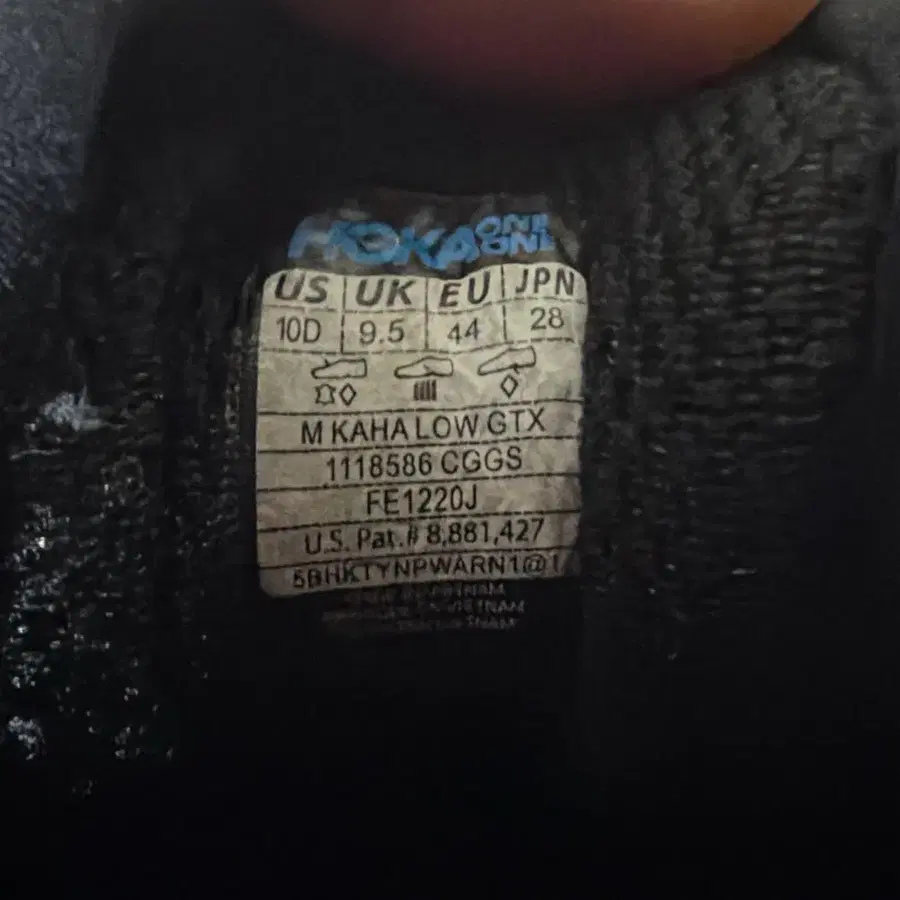 HOKA ONE ONE
US UK EU JPN
10D 9.5 44 28
M KAHA LOW GTX
1118586 CGGS
FE1220J
U.S. Pat.# 8,881,427
5BHKTYNPWARN1@1